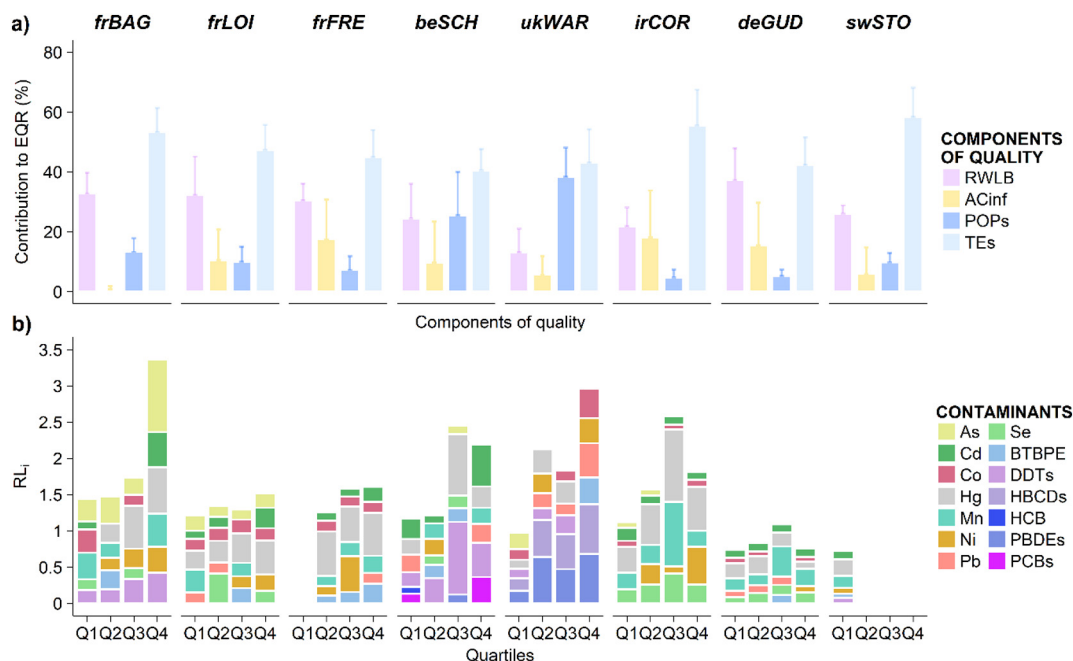 a) frBAG frLOI frFRE beSCH ukWAR irCOR deGUD swSTO
80
60
40
20
0
Contribution to EQR (%)
COMPONENTS
OF QUALITY
RWLB
ACinf
POPs
TEs
Components of quality
b)
3.5
3
2.5
2
1.5
1
0.5
0
RLi
CONTAMINANTS
As Se
Cd BTBPE
Co DDTs
Hg HBCDs
Mn HCB
Ni PBDEs
Pb PCBs
Q1Q2Q3Q4 Q1Q2Q3Q4 Q1Q2Q3Q4 Q1Q2Q3Q4 Q1Q2Q3Q4 Q1Q2Q3Q4 Q1Q2Q3Q4 Q1Q2Q3Q4
Quartiles